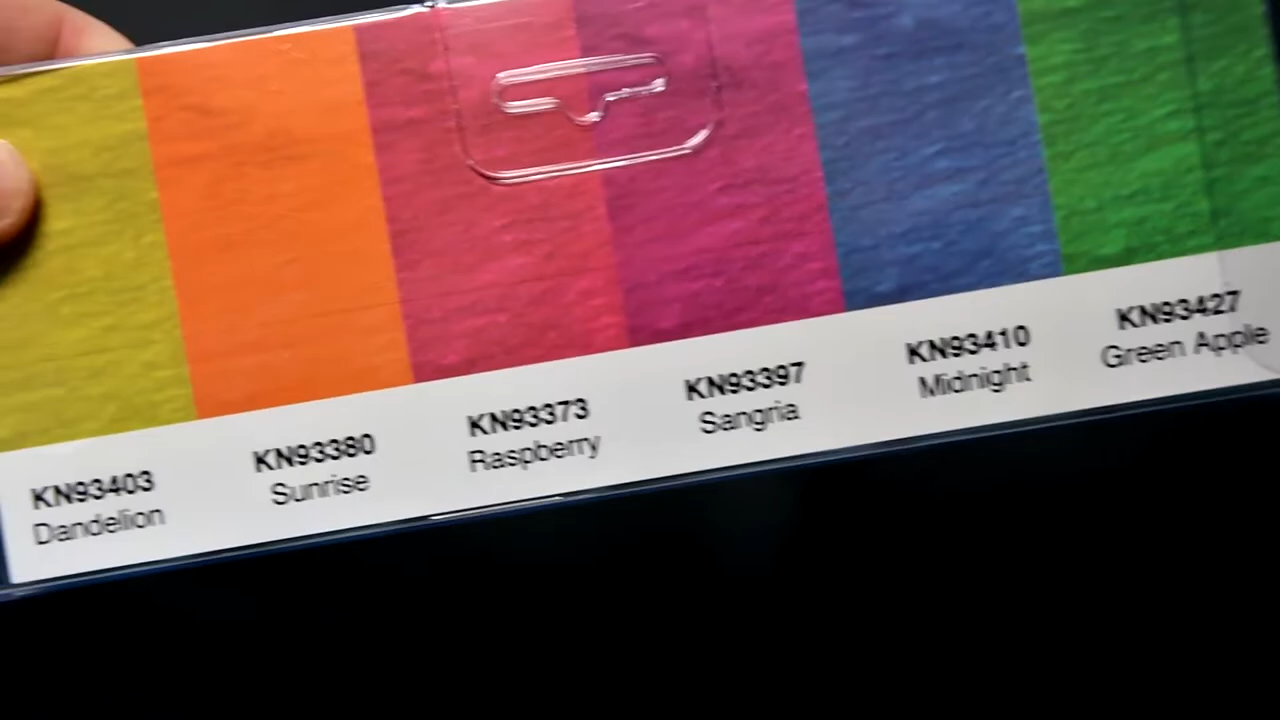 KN93403
Dandelion
KN93380
Sunrise
KN93373
Raspberry
KN93397
Sangria
KN93410
Midnight
KN93427
Green Apple